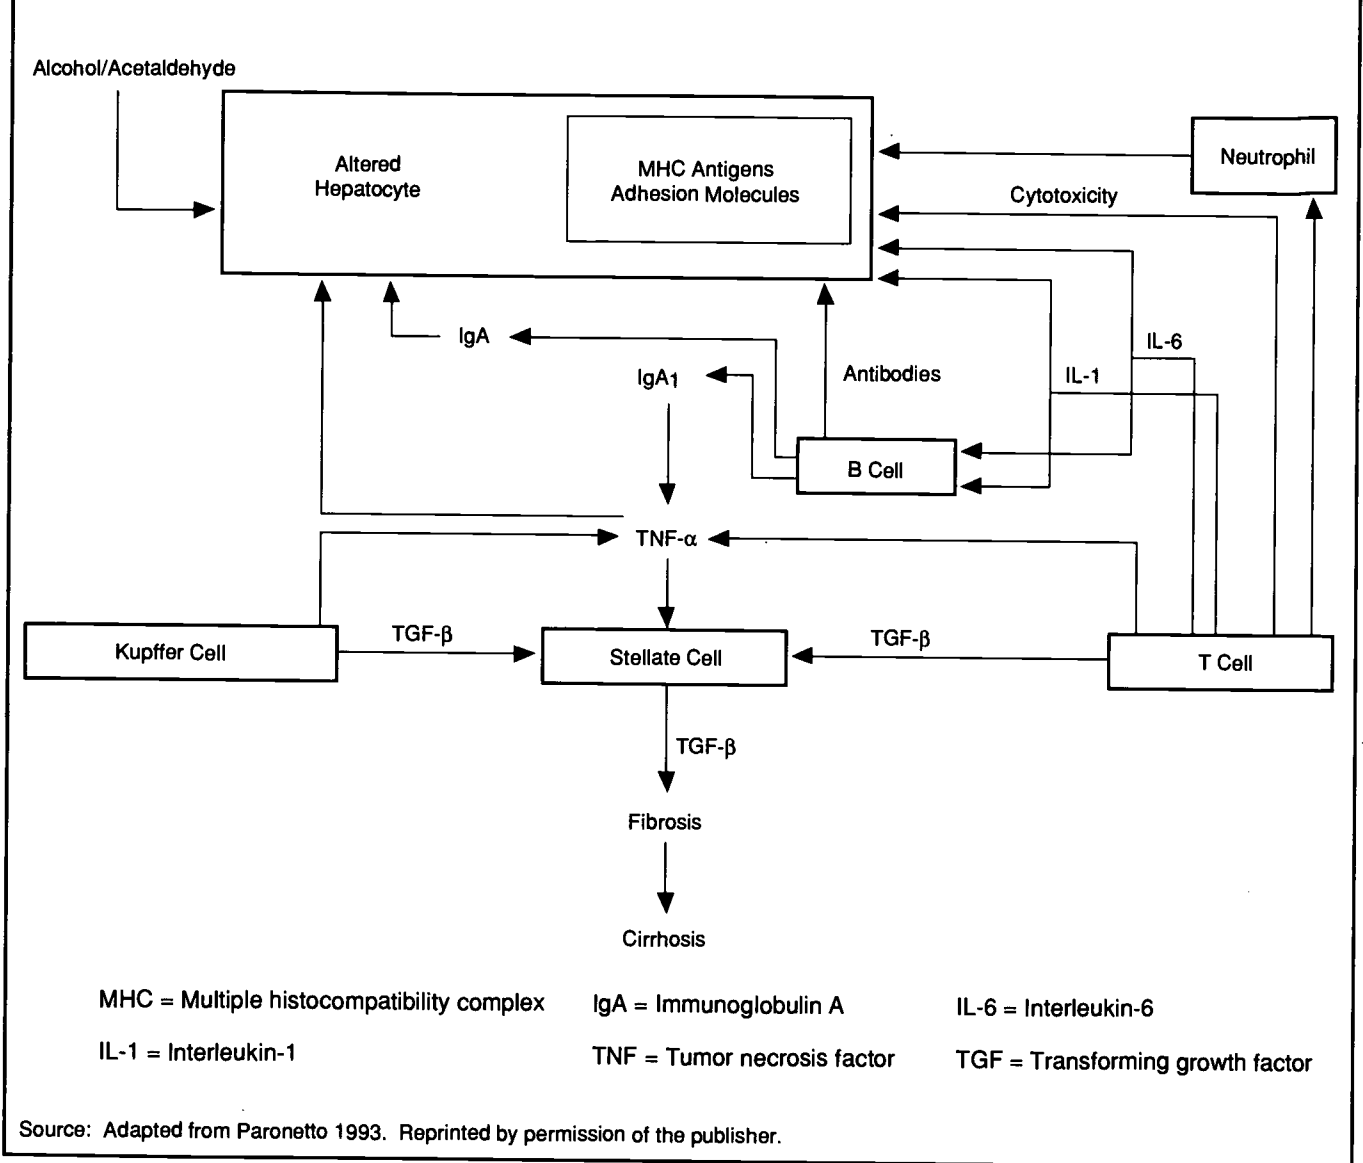 Alcohol/Acetaldehyde
Altered
Hepatocyte
MHC Antigens
Adhesion Molecules
Neutrophil
Cytotoxicity
IgA
IL-6
IgA1
Antibodies
IL-1
B Cell
TNF-α
Kupffer Cell
TGF-β
Stellate Cell
TGF-β
T Cell
TGF-β
Fibrosis
Cirrhosis
MHC = Multiple histocompatibility complex
IgA = Immunoglobulin A
IL-6 = Interleukin-6
IL-1 = Interleukin-1
TNF = Tumor necrosis factor
TGF = Transforming growth factor
Source: Adapted from Paronetto 1993. Reprinted by permission of the publisher.